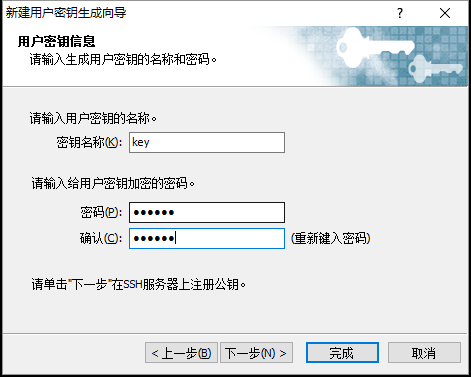 新建用户密钥生成向导
用户密钥信息
请输入生成用户密钥的名称和密码。
请输入用户密钥的名称。
密钥名称(K): key
请输入给用户密钥加密的密码。
密码(P): ●●●●●●
确认(C): ●●●●●● (重新键入密码)
请单击"下一步"在SSH服务器上注册公钥。
< 上一步(B) 下一步(N) > 完成 取消